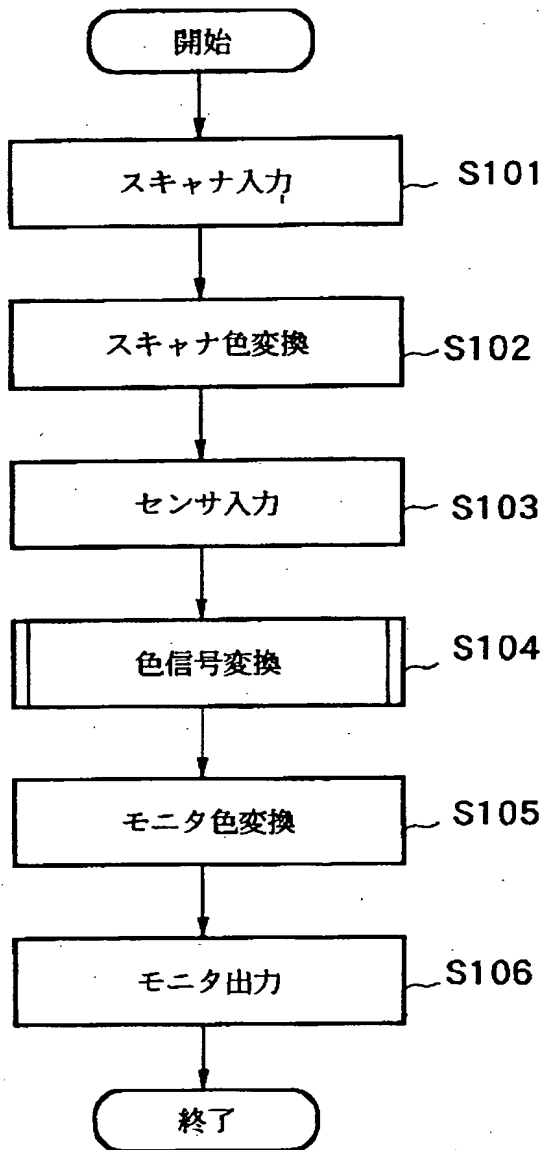 開始
スキャナ入力 S101
スキャナ色変換 S102
センサ入力 S103
色信号変換 S104
モニタ色変換 S105
モニタ出力 S106
終了